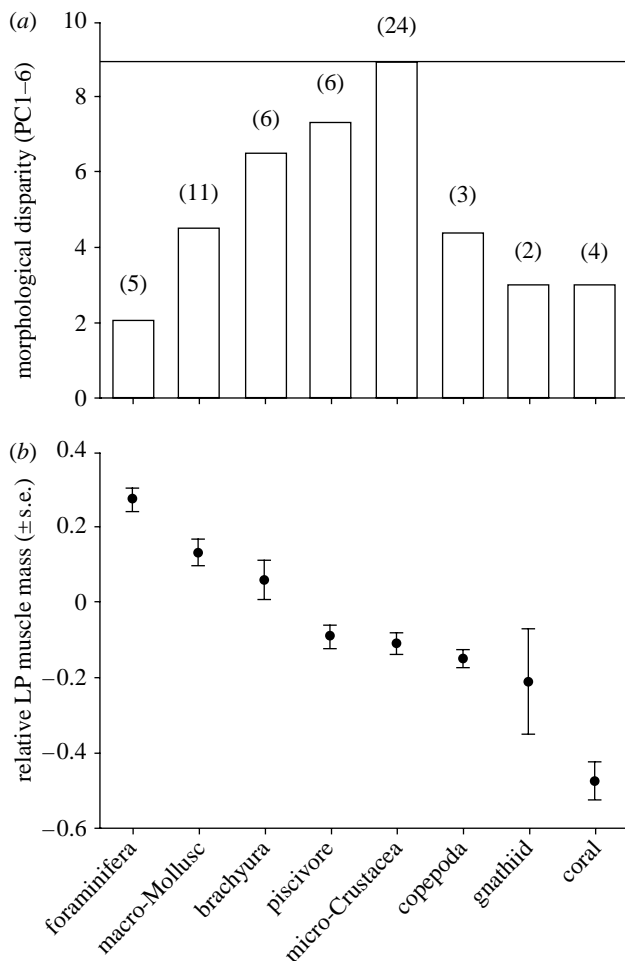 (a)
10
8
6
4
2
0
morphological disparity (PC1–6)
(5)
(11)
(6)
(6)
(24)
(3)
(2)
(4)
(b)
0.4
0.2
0
–0.2
–0.4
–0.6
relative LP muscle mass (±s.e.)
foraminifera
macro-Mollusc
brachyura
piscivore
micro-Crustacea
copepoda
gnathiid
coral